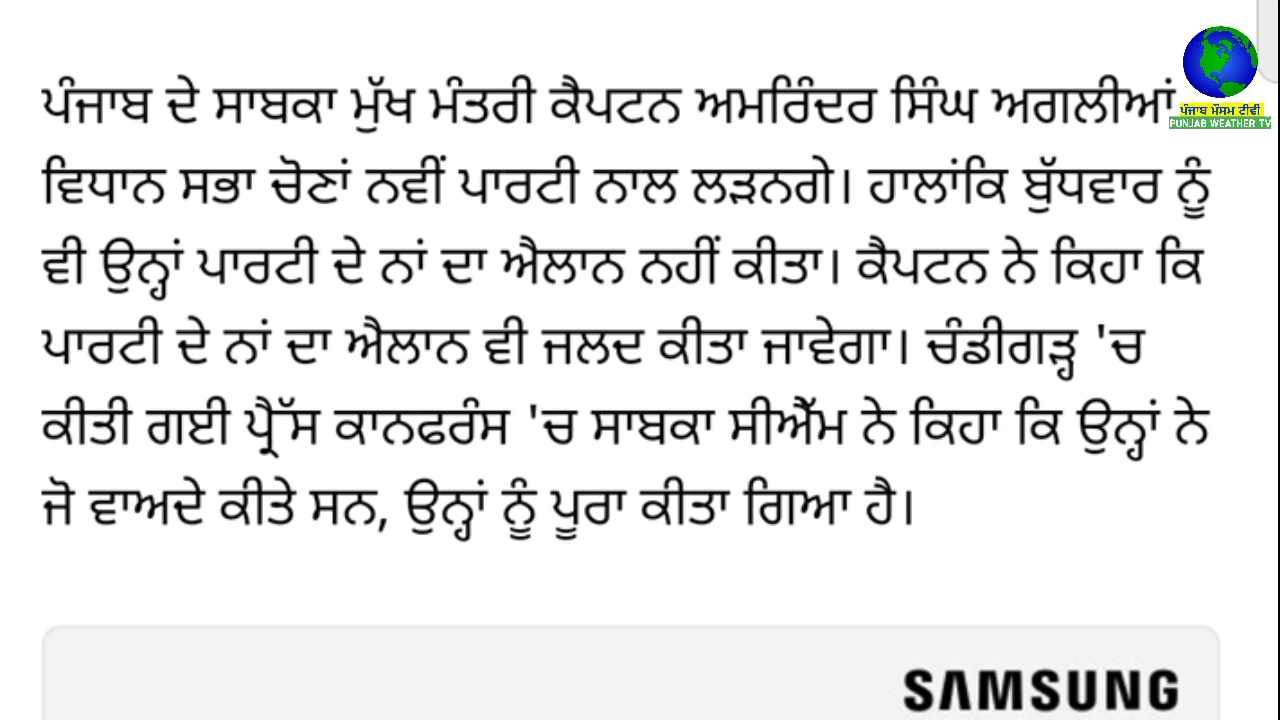 ਪੰਜਾਬ ਦੇ ਸਾਬਕਾ ਮੁੱਖ ਮੰਤਰੀ ਕੈਪਟਨ ਅਮਰਿੰਦਰ ਸਿੰਘ ਅਗਲੀਆਂ
ਪੰਜਾਬ ਮੌਸਮ ਟੀਵੀ
PUNJAB WEATHER TV
ਵਿਧਾਨ ਸਭਾ ਚੋਣਾਂ ਨਵੀਂ ਪਾਰਟੀ ਨਾਲ ਲੜਨਗੇ। ਹਾਲਾਂਕਿ ਬੁੱਧਵਾਰ ਨੂੰ
ਵੀ ਉਨ੍ਹਾਂ ਪਾਰਟੀ ਦੇ ਨਾਂ ਦਾ ਐਲਾਨ ਨਹੀਂ ਕੀਤਾ। ਕੈਪਟਨ ਨੇ ਕਿਹਾ ਕਿ
ਪਾਰਟੀ ਦੇ ਨਾਂ ਦਾ ਐਲਾਨ ਵੀ ਜਲਦ ਕੀਤਾ ਜਾਵੇਗਾ। ਚੰਡੀਗੜ੍ਹ 'ਚ
ਕੀਤੀ ਗਈ ਪ੍ਰੈੱਸ ਕਾਨਫਰੰਸ 'ਚ ਸਾਬਕਾ ਸੀਐੱਮ ਨੇ ਕਿਹਾ ਕਿ ਉਨ੍ਹਾਂ ਨੇ
ਜੋ ਵਾਅਦੇ ਕੀਤੇ ਸਨ, ਉਨ੍ਹਾਂ ਨੂੰ ਪੂਰਾ ਕੀਤਾ ਗਿਆ ਹੈ।
SAMSUNG